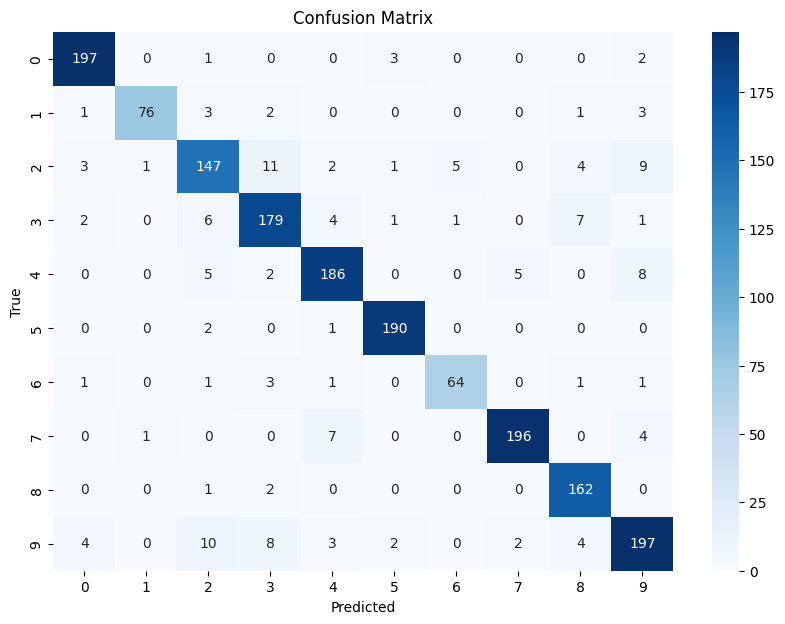 Confusion Matrix
0 197 0 1 0 0 3 0 0 0 2
1 1 76 3 2 0 0 0 0 1 3
2 3 1 147 11 2 1 5 0 4 9
3 2 0 6 179 4 1 1 0 7 1
4 0 0 5 2 186 0 0 5 0 8
5 0 0 2 0 1 190 0 0 0 0
6 1 0 1 3 1 0 64 0 1 1
7 0 1 0 0 7 0 0 196 0 4
8 0 0 1 2 0 0 0 0 162 0
9 4 0 10 8 3 2 0 2 4 197
0 1 2 3 4 5 6 7 8 9
Predicted
True
175
150
125
100
75
50
25
0